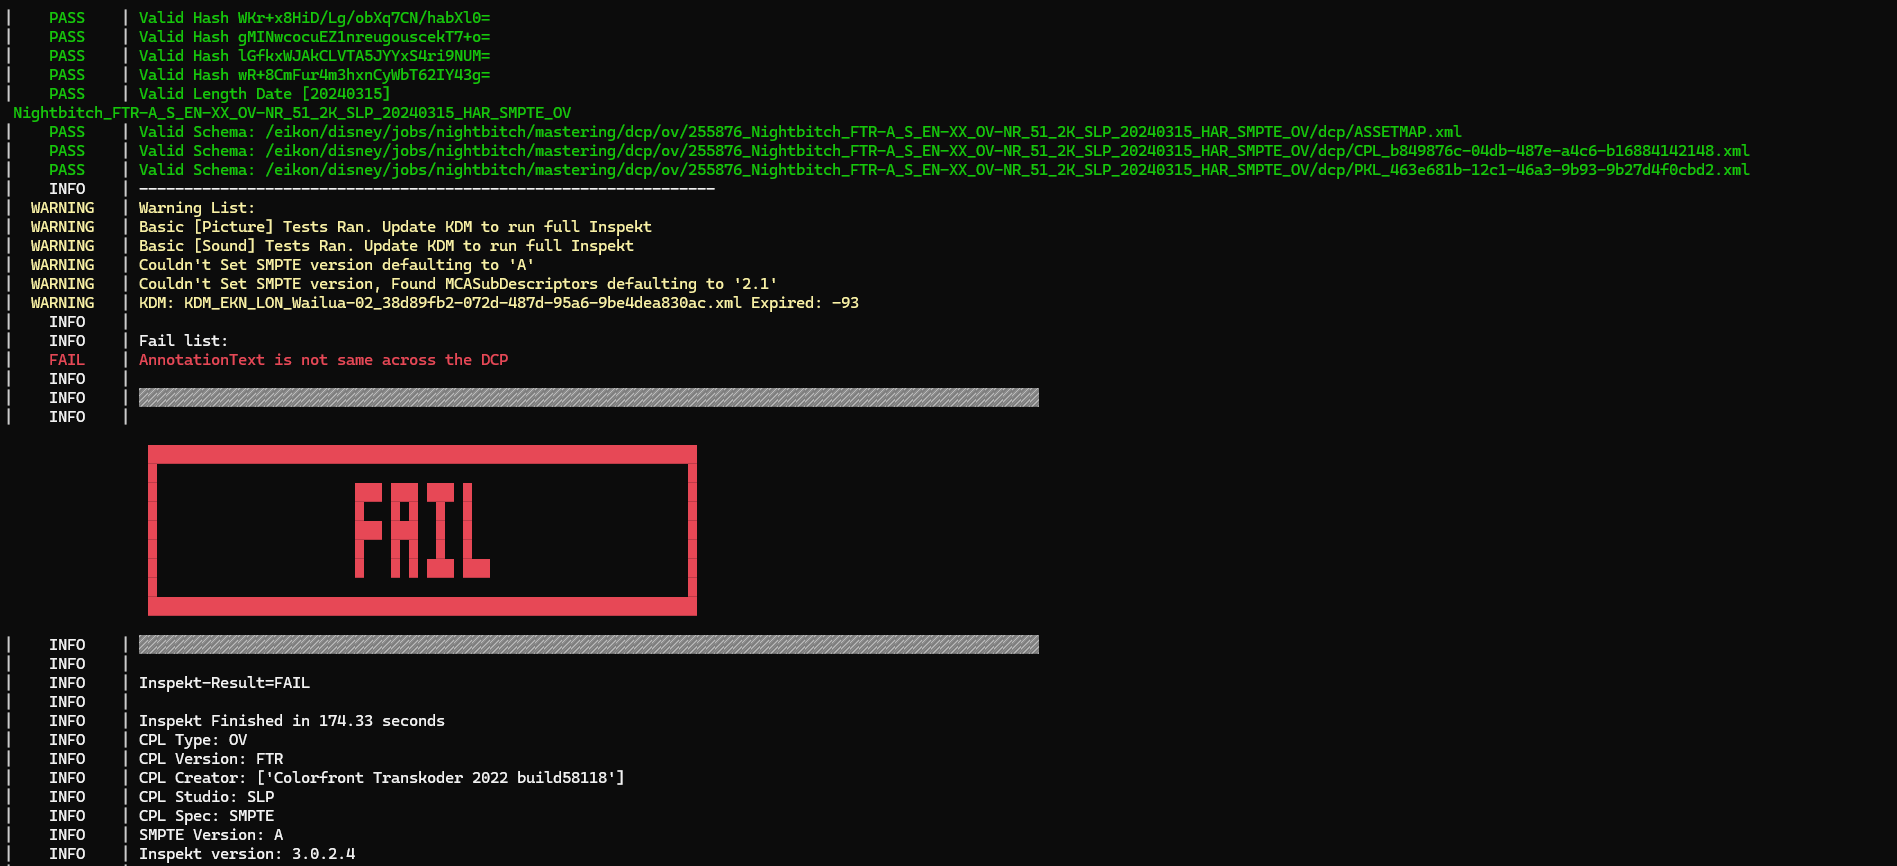 | PASS | Valid Hash WKr+x8HiD/Lg/obXq7CN/habXl0=
| PASS | Valid Hash gMINwcocuEZ1nreugouscekT7+o=
| PASS | Valid Hash lGfkxWJAkCLVTA5JYYxS4ri9NUM=
| PASS | Valid Hash wR+8CmFur4m3hxnCyWbT62IY43g=
| PASS | Valid Length Date [20240315]
Nightbitch_FTR-A_S_EN-XX_OV-NR_51_2K_SLP_20240315_HAR_SMPTE_OV
| PASS | Valid Schema: /eikon/disney/jobs/nightbitch/mastering/dcp/ov/255876_Nightbitch_FTR-A_S_EN-XX_OV-NR_51_2K_SLP_20240315_HAR_SMPTE_OV/dcp/ASSETMAP.xml
| PASS | Valid Schema: /eikon/disney/jobs/nightbitch/mastering/dcp/ov/255876_Nightbitch_FTR-A_S_EN-XX_OV-NR_51_2K_SLP_20240315_HAR_SMPTE_OV/dcp/CPL_b849876c-04db-487e-a4c6-b16884142148.xml
| PASS | Valid Schema: /eikon/disney/jobs/nightbitch/mastering/dcp/ov/255876_Nightbitch_FTR-A_S_EN-XX_OV-NR_51_2K_SLP_20240315_HAR_SMPTE_OV/dcp/PKL_463e681b-12c1-46a3-9b93-9b27d4f0cbd2.xml
| INFO | ----------------------------------------------------------------
| WARNING | Warning List:
| WARNING | Basic [Picture] Tests Ran. Update KDM to run full Inspekt
| WARNING | Basic [Sound] Tests Ran. Update KDM to run full Inspekt
| WARNING | Couldn't Set SMPTE version defaulting to 'A'
| WARNING | Couldn't Set SMPTE version, Found MCASubDescriptors defaulting to '2.1'
| WARNING | KDM: KDM_EKN_LON_Wailua-02_38d89fb2-072d-487d-95a6-9be4dea830ac.xml Expired: -93
| INFO |
| INFO | Fail list:
| FAIL | AnnotationText is not same across the DCP
| INFO |
| INFO |
| INFO |
FAIL
| INFO |
| INFO |
| INFO | Inspekt-Result=FAIL
| INFO |
| INFO | Inspekt Finished in 174.33 seconds
| INFO | CPL Type: OV
| INFO | CPL Version: FTR
| INFO | CPL Creator: ['Colorfront Transkoder 2022 build58118']
| INFO | CPL Studio: SLP
| INFO | CPL Spec: SMPTE
| INFO | SMPTE Version: A
| INFO | Inspekt version: 3.0.2.4